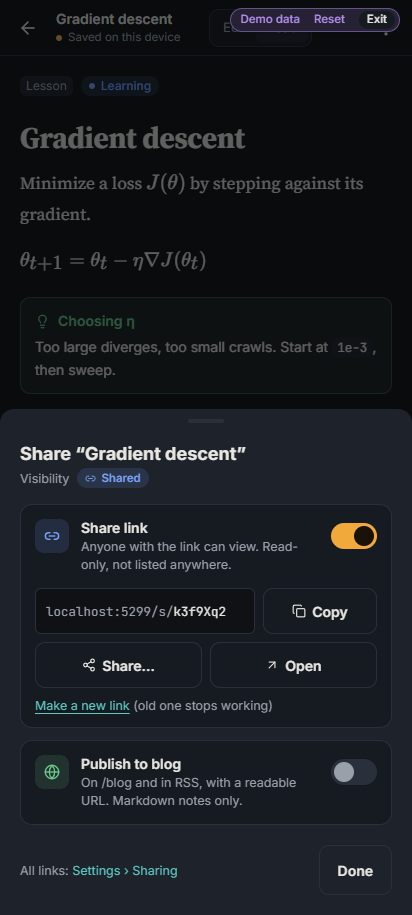 Gradient descent
Demo data Reset Exit
Saved on this device
Lesson Learning
Gradient descent
Minimize a loss J(θ) by stepping against its
gradient.
θt+1 = θt − η∇J(θt)
Choosing η
Too large diverges, too small crawls. Start at 1e-3,
then sweep.
Share “Gradient descent”
Visibility Shared
Share link
Anyone with the link can view. Read-
only, not listed anywhere.
localhost:5299/s/k3f9Xq2 Copy
Share... Open
Make a new link (old one stops working)
Publish to blog
On /blog and in RSS, with a readable
URL. Markdown notes only.
All links: Settings › Sharing Done